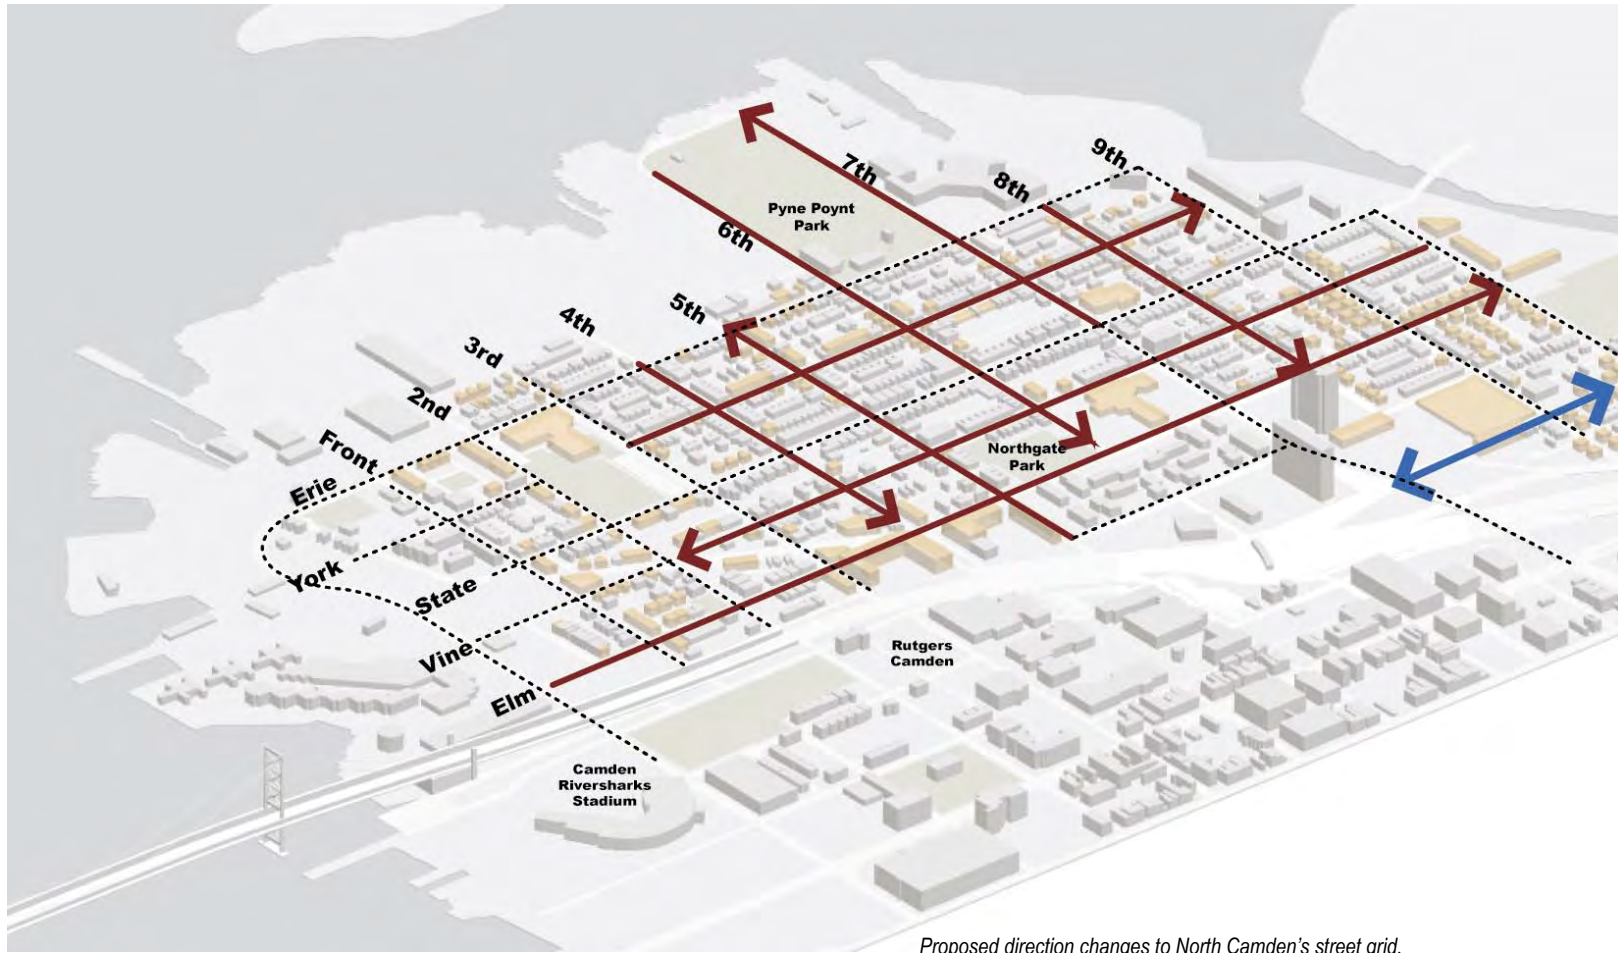 9th
7th
8th
Pyne Poynt
Park
6th
5th
4th
3rd
2nd
Front
Northgate
Park
Erie
York
State
Vine
Rutgers
Camden
Elm
Camden
Riversharks
Stadium
Proposed direction changes to North Camden's street grid.